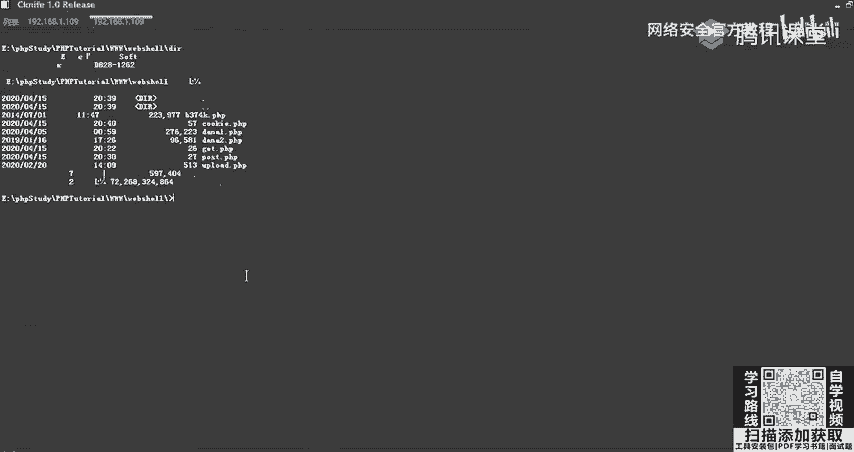 Cknife 1.0 Release
192.168.1.109 192.168.1.109
网络安全官方教程
腾讯课堂
E:\phpStudy\PHPTutorial\WWW\webshell\dir
E Soft
DB28-1262
E:\phpStudy\PHPTutorial\WWW\webshell
2020/04/15 20:39 <DIR> .
2020/04/15 20:39 <DIR> ..
2014/07/01 11:47 223,977 b374k.php
2020/04/15 20:40 57 cookie.php
2020/04/05 00:59 276,223 dama1.php
2019/01/16 17:26 96,581 dama2.php
2020/04/15 20:22 26 get.php
2020/04/15 20:30 27 post.php
2020/02/20 14:09 513 upload.php
7 597,404
2 72,268,324,864
E:\phpStudy\PHPTutorial\WWW\webshell\>
学习路线
自学视频
扫描添加获取
工具安装包|PDF学习书籍|面试题